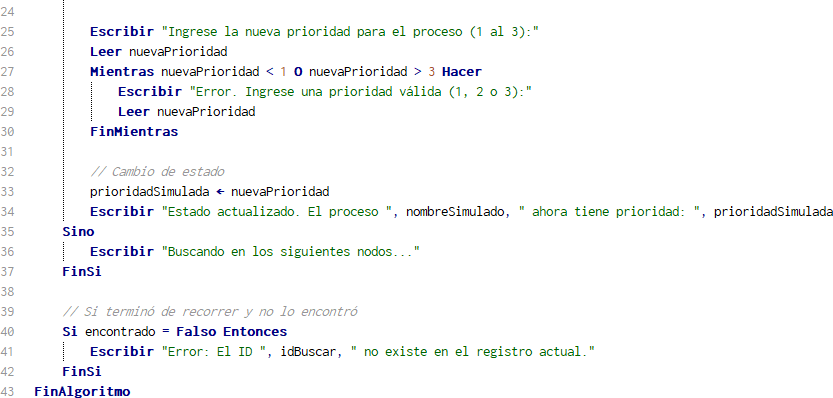 24
25 Escribir "Ingrese la nueva prioridad para el proceso (1 al 3):"
26 Leer nuevaPrioridad
27 Mientras nuevaPrioridad < 1 O nuevaPrioridad > 3 Hacer
28 Escribir "Error. Ingrese una prioridad válida (1, 2 o 3):"
29 Leer nuevaPrioridad
30 FinMientras
31
32 // Cambio de estado
33 prioridadSimulada ← nuevaPrioridad
34 Escribir "Estado actualizado. El proceso ", nombreSimulado, " ahora tiene prioridad: ", prioridadSimulada
35 Sino
36 Escribir "Buscando en los siguientes nodos..."
37 FinSi
38
39 // Si terminó de recorrer y no lo encontró
40 Si encontrado = Falso Entonces
41 Escribir "Error: El ID ", idBuscar, " no existe en el registro actual."
42 FinSi
43 FinAlgoritmo